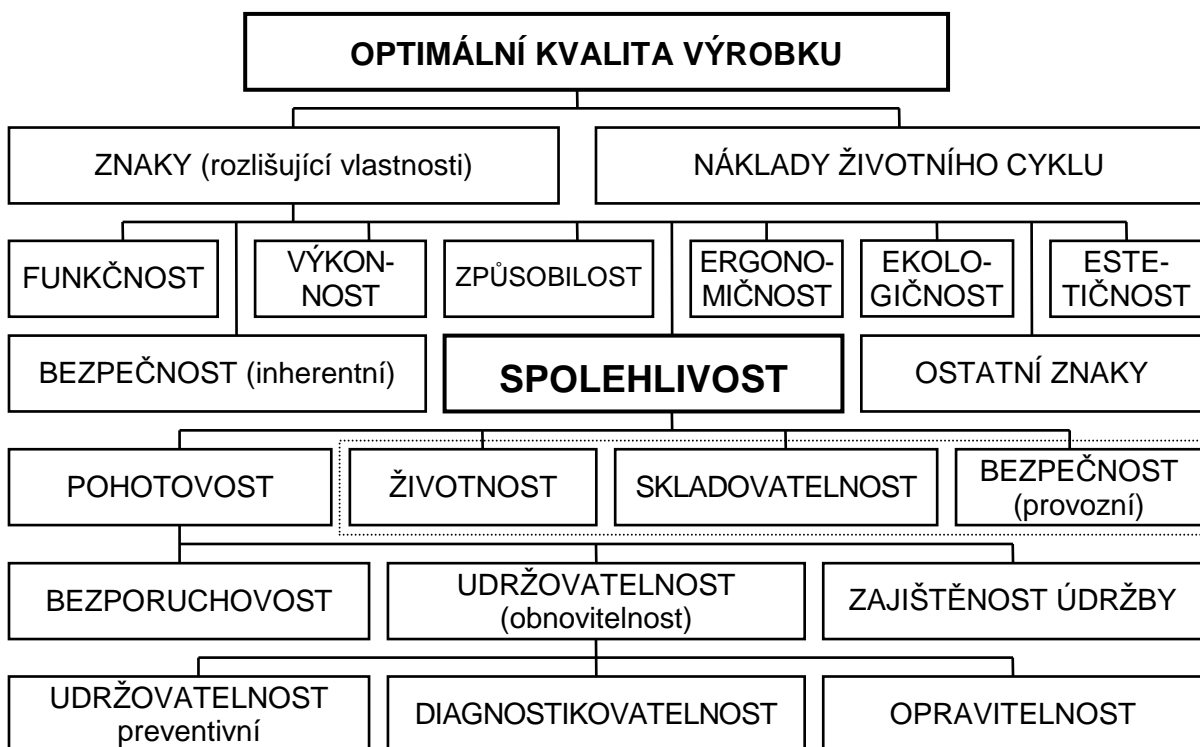 OPTIMÁLNÍ KVALITA VÝROBKU
ZNAKY (rozlišující vlastnosti)
NÁKLADY ŽIVOTNÍHO CYKLU
FUNKČNOST
VÝKON-
NOST
ZPŮSOBILOST
ERGONO-
MIČNOST
EKOLO-
GIČNOST
ESTE-
TIČNOST
BEZPEČNOST (inherentní)
SPOLEHLIVOST
OSTATNÍ ZNAKY
POHOTOVOST
ŽIVOTNOST
SKLADOVATELNOST
BEZPEČNOST
(provozní)
BEZPORUCHOVOST
UDRŽOVATELNOST
(obnovitelnost)
ZAJIŠTĚNOST ÚDRŽBY
UDRŽOVATELNOST
preventivní
DIAGNOSTIKOVATELNOST
OPRAVITELNOST